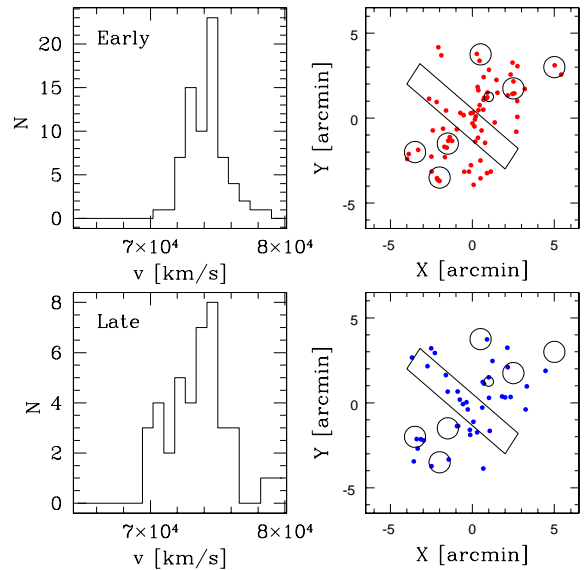 Early
20
15
10
5
0
N
7×10⁴
8×10⁴
v [km/s]
5
0
-5
Y [arcmin]
-5
0
5
X [arcmin]
Late
8
6
4
2
0
N
7×10⁴
8×10⁴
v [km/s]
5
0
-5
Y [arcmin]
-5
0
5
X [arcmin]